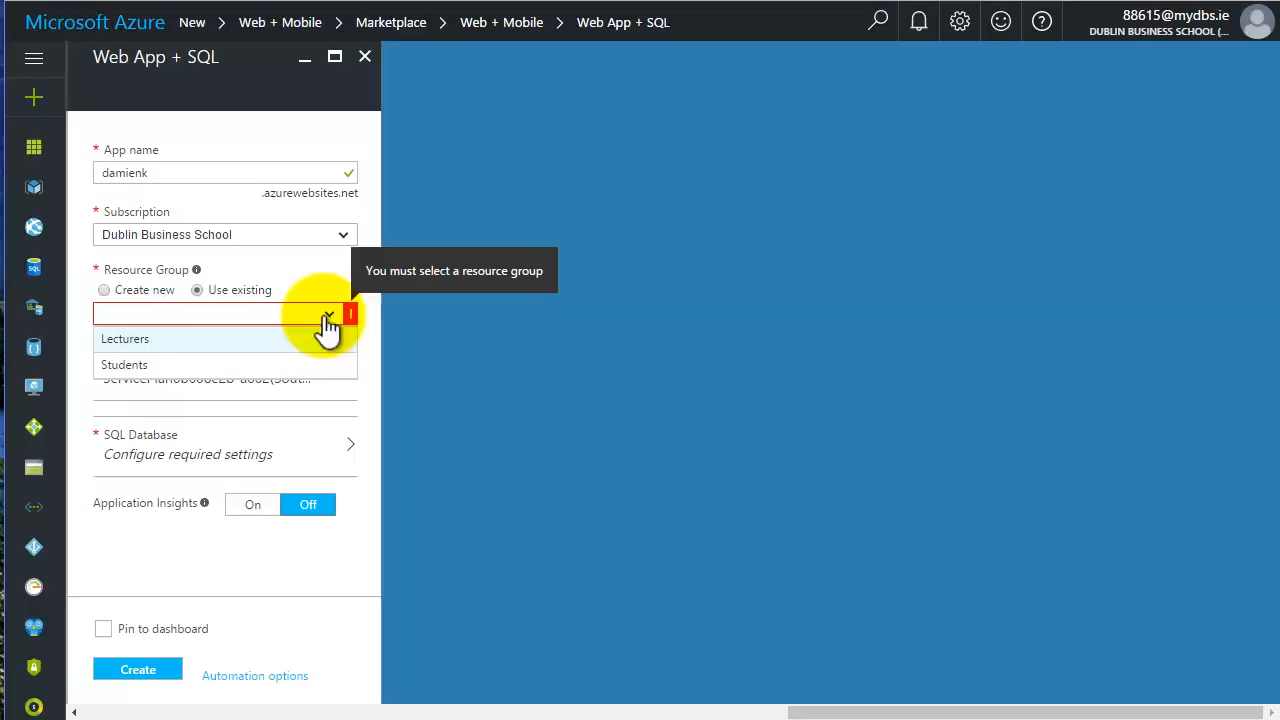 Microsoft Azure New Web + Mobile Marketplace Web + Mobile Web App + SQL
88615@mydbs.ie
DUBLIN BUSINESS SCHOOL (...
Web App + SQL
* App name
damienk
.azurewebsites.net
* Subscription
Dublin Business School
* Resource Group
You must select a resource group
Create new Use existing
Lecturers
Students
* SQL Database
Configure required settings
Application Insights On Off
Pin to dashboard
Create Automation options